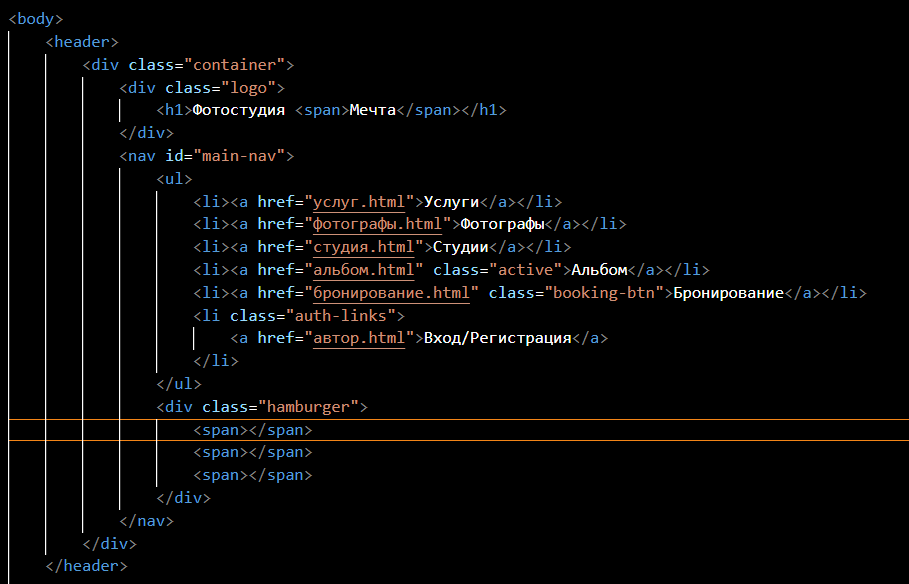 <body>
<header>
<div class="container">
<div class="logo">
<h1>Фотостудия <span>Мечта</span></h1>
</div>
<nav id="main-nav">
<ul>
<li><a href="услуг.html">Услуги</a></li>
<li><a href="фотографы.html">Фотографы</a></li>
<li><a href="студия.html">Студии</a></li>
<li><a href="альбом.html" class="active">Альбом</a></li>
<li><a href="бронирование.html" class="booking-btn">Бронирование</a></li>
<li class="auth-links">
<a href="автор.html">Вход/Регистрация</a>
</li>
</ul>
<div class="hamburger">
<span></span>
<span></span>
<span></span>
</div>
</nav>
</div>
</header>